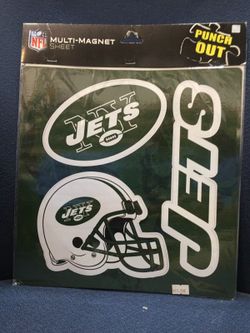 NFL
MULTI-MAGNET
SHEET
PUNCH
OUT
NY
JETS
JETS
JETS